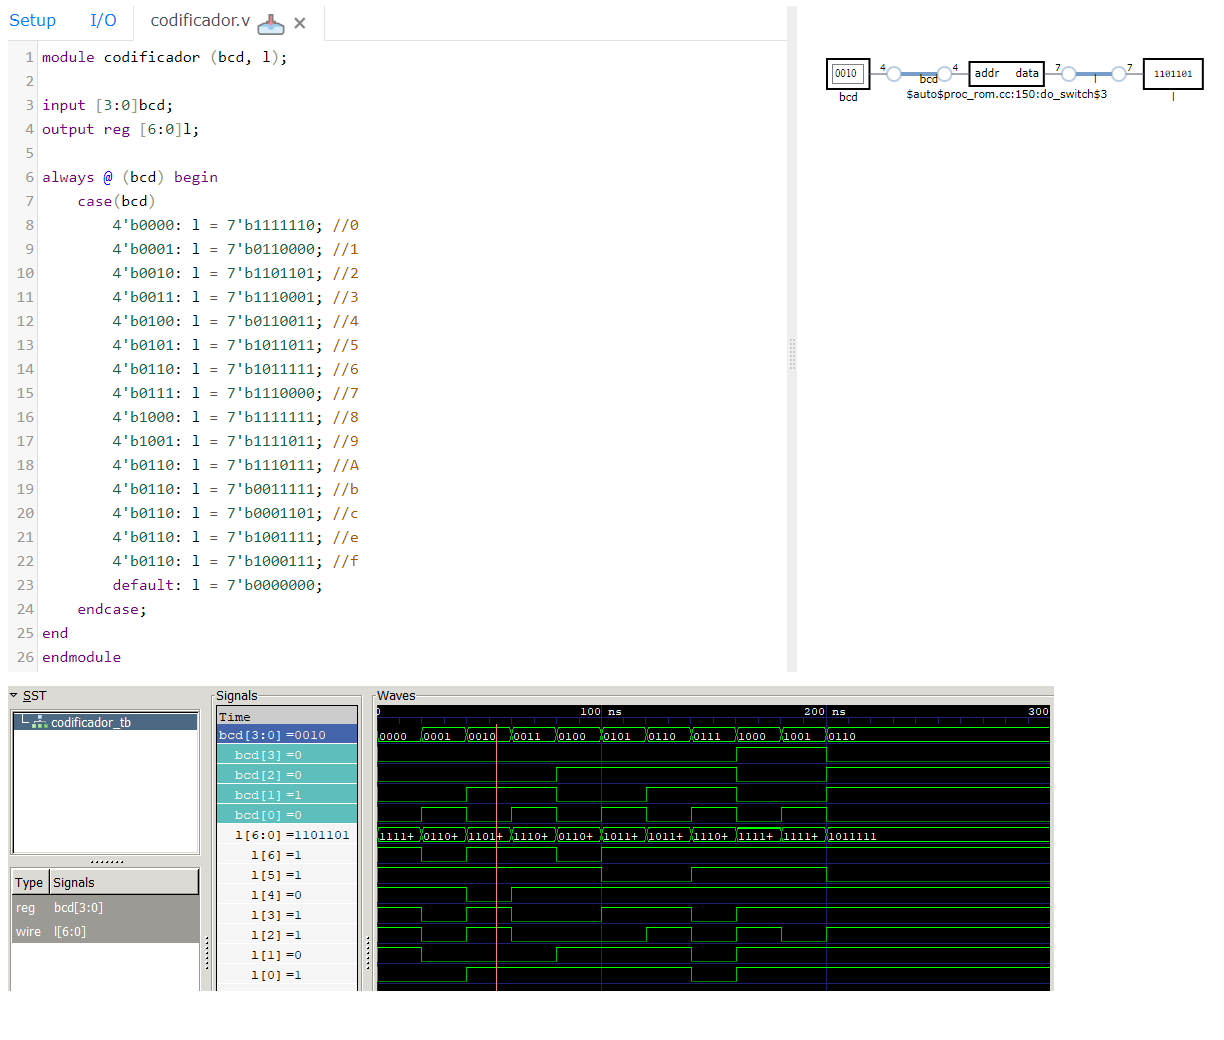 Setup I/O codificador.v
1 module codificador (bcd, l);
2
3 input [3:0]bcd;
4 output reg [6:0]l;
5
6 always @ (bcd) begin
7 case(bcd)
8 4'b0000: l = 7'b1111110; //0
9 4'b0001: l = 7'b0110000; //1
10 4'b0010: l = 7'b1101101; //2
11 4'b0011: l = 7'b1110001; //3
12 4'b0100: l = 7'b0110011; //4
13 4'b0101: l = 7'b1011011; //5
14 4'b0110: l = 7'b1011111; //6
15 4'b0111: l = 7'b1110000; //7
16 4'b1000: l = 7'b1111111; //8
17 4'b1001: l = 7'b1111011; //9
18 4'b0110: l = 7'b1110111; //A
19 4'b0110: l = 7'b0011111; //b
20 4'b0110: l = 7'b0001101; //c
21 4'b0110: l = 7'b1001111; //e
22 4'b0110: l = 7'b1000111; //f
23 default: l = 7'b0000000;
24 endcase;
25 end
26 endmodule
0010 4 bcd 4 addr data 7 l 7 1101101
bcd $auto$proc_rom.cc:150:do_switch$3 l
SST
codificador_tb
Type Signals
reg bcd[3:0]
wire l[6:0]
Signals
Time
bcd[3:0] =0010
bcd[3] =0
bcd[2] =0
bcd[1] =1
bcd[0] =0
l[6:0] =1101101
l[6] =1
l[5] =1
l[4] =0
l[3] =1
l[2] =1
l[1] =0
l[0] =1
Waves
0 100 ns 200 ns 300
0000 0001 0010 0011 0100 0101 0110 0111 1000 1001 0110
1111+ 0110+ 1101+ 1110+ 0110+ 1011+ 1011+ 1110+ 1111+ 1111+ 1011111